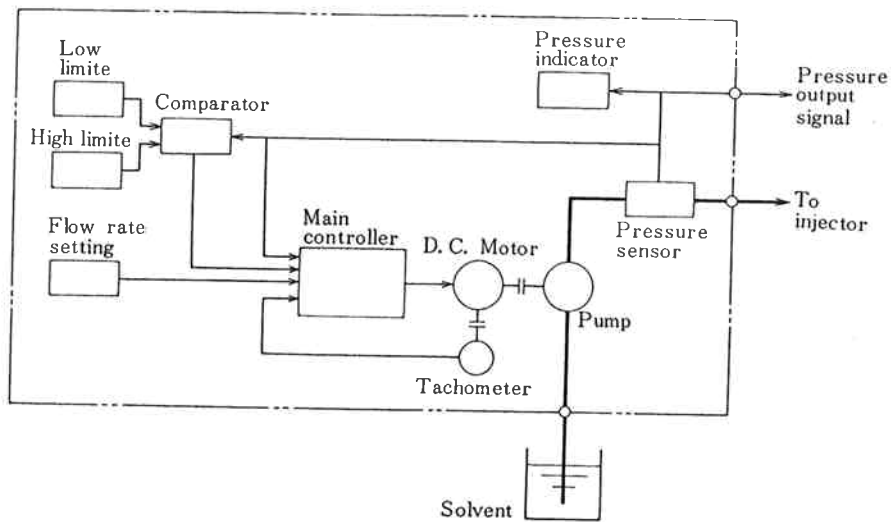 Low
limite
Comparator
High limite
Flow rate
setting
Main
controller
D. C. Motor
Tachometer
Pump
Pressure
indicator
Pressure
output
signal
Pressure
sensor
To
injector
Solvent